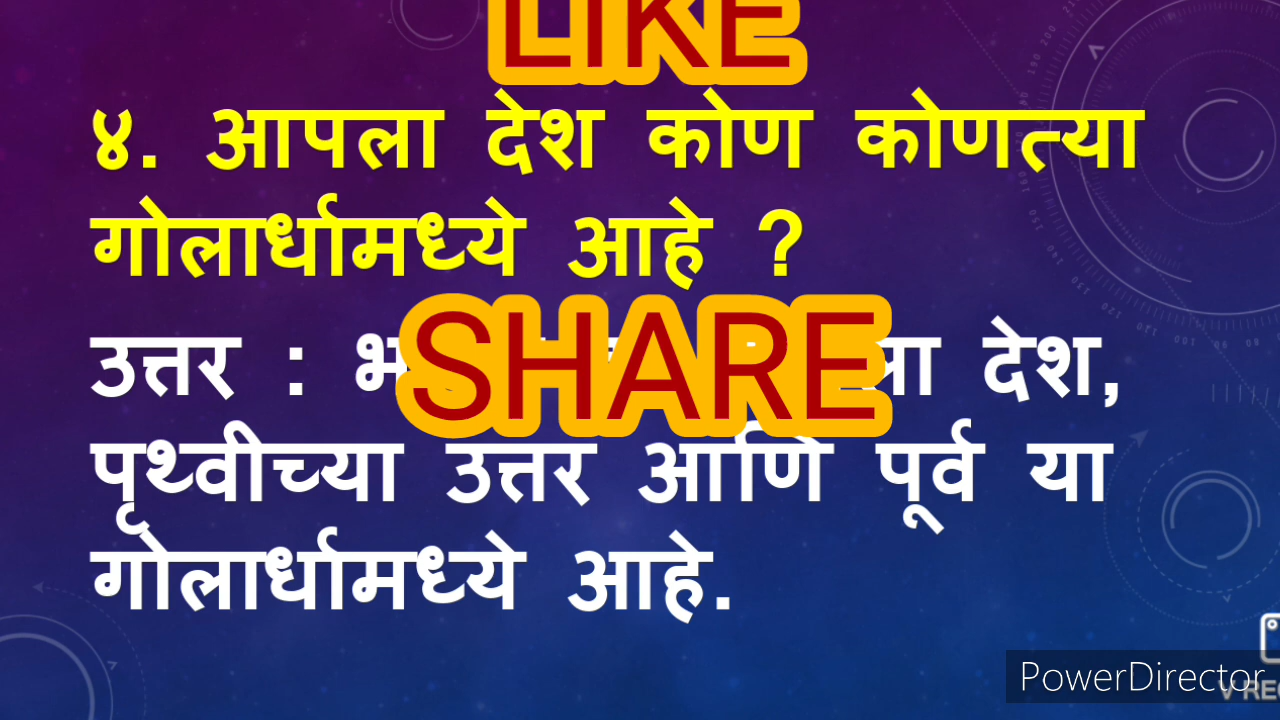 LIKE
४. आपला देश कोण कोणत्या
गोलार्धामध्ये आहे ?
SHARE
उत्तर : देश,
पृथ्वीच्या उत्तर आणि पूर्व या
गोलार्धामध्ये आहे.
PowerDirector